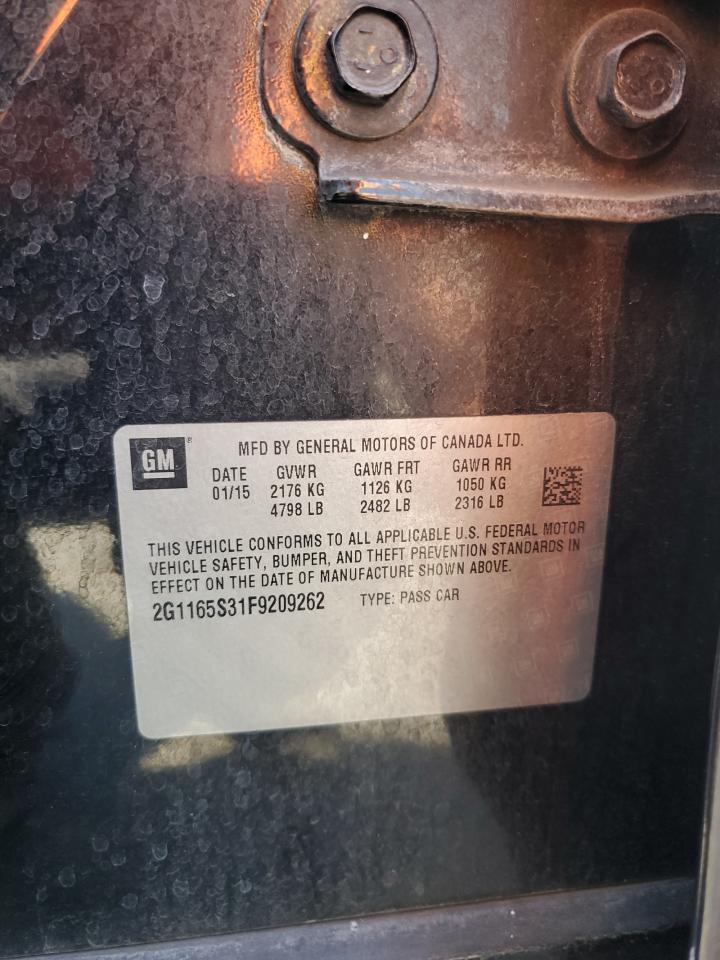 GM ®
MFD BY GENERAL MOTORS OF CANADA LTD.
DATE GVWR GAWR FRT GAWR RR
01/15 2176 KG 1126 KG 1050 KG
4798 LB 2482 LB 2316 LB
THIS VEHICLE CONFORMS TO ALL APPLICABLE U.S. FEDERAL MOTOR
VEHICLE SAFETY, BUMPER, AND THEFT PREVENTION STANDARDS IN
EFFECT ON THE DATE OF MANUFACTURE SHOWN ABOVE.
2G1165S31F9209262 TYPE: PASS CAR